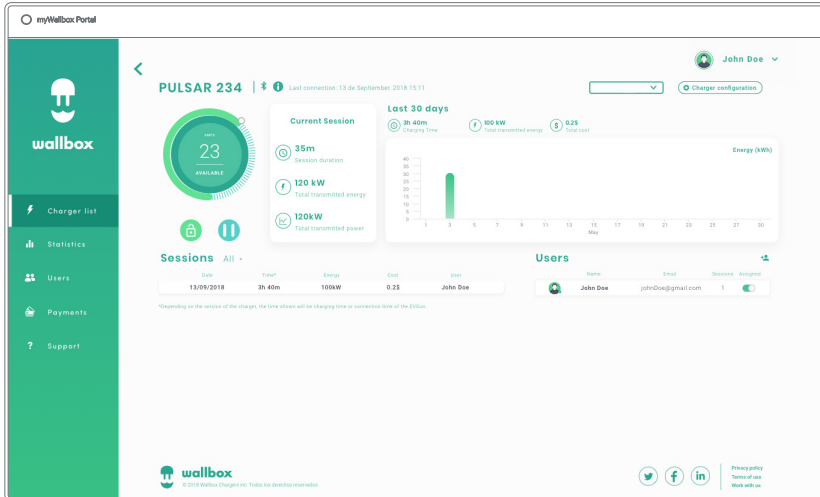 myWallbox Portal
John Doe
PULSAR 234
Last connection: 13 de Septiember, 2018 15:11
Charger configuration
wallbox
Charger list
Statistics
Users
Payments
Support
23
AVAILABLE
Current Session
35m
Session duration
120 kW
Total transmitted energy
120kW
Total transmitted power
Last 30 days
3h 40m
Charging Time
100 kW
Total transmitted energy
0.2$
Total cost
Energy (kWh)
40
35
30
25
20
15
10
5
0
1 3 5 7 9 11 13 15 17 19 21 23 25 27 30
May
Sessions All
Date Time* Energy Cost User
13/09/2018 3h 40m 100kW 0.2$ John Doe
*Depending on the version of the charger, the time shown will be charging time or connection time of the EV
Users
Name Email Sessions Assigned
John Doe johnDoe@gmail.com 1
wallbox
© 2018 Wallbox Chargers Inc. Todos los derechos reservados
Privacy policy
Terms of use
Work with us